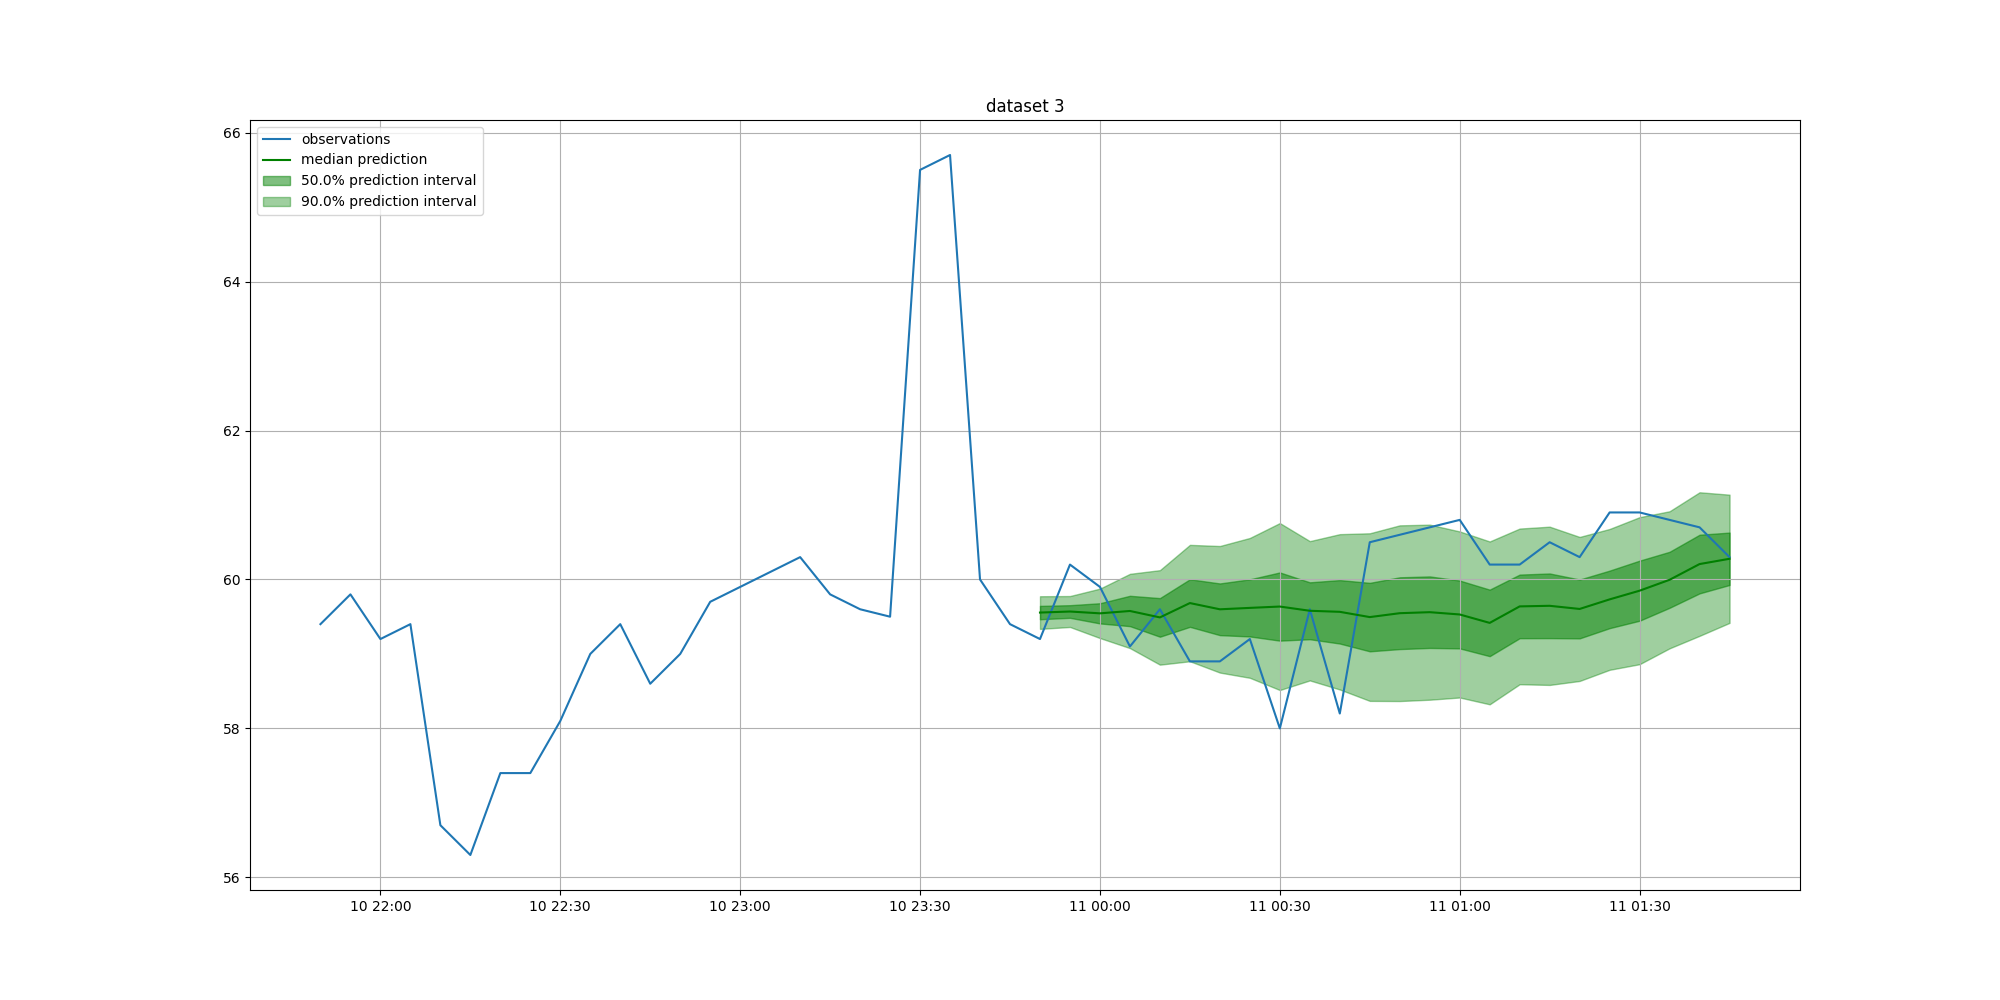 dataset 3
observations
median prediction
50.0% prediction interval
90.0% prediction interval
66
64
62
60
58
56
10 22:00
10 22:30
10 23:00
10 23:30
11 00:00
11 00:30
11 01:00
11 01:30